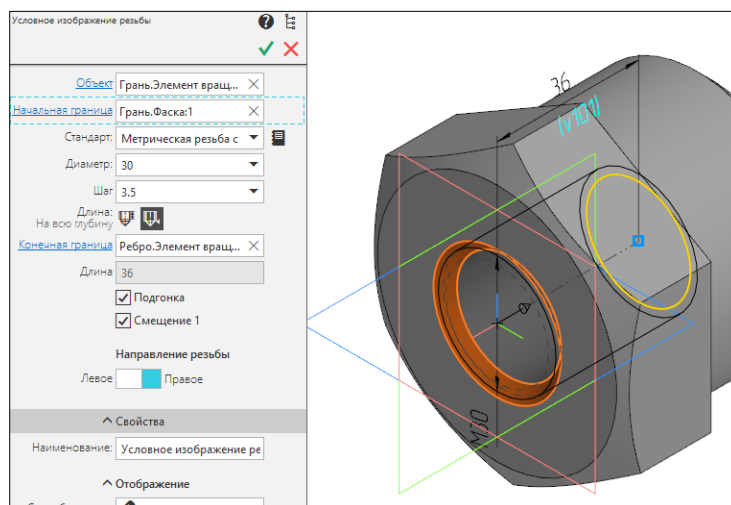 Условное изображение резьбы
Объект Грань.Элемент вращ...
Начальная граница Грань.Фаска:1
Стандарт: Метрическая резьба с
Диаметр: 30
Шаг 3.5
Длина:
На всю глубину
Конечная граница Ребро.Элемент вращ...
Длина 36
Подгонка
Смещение 1
Направление резьбы
Левое Правое
Свойства
Наименование: Условное изображение ре
Отображение
36
(v101)
M30